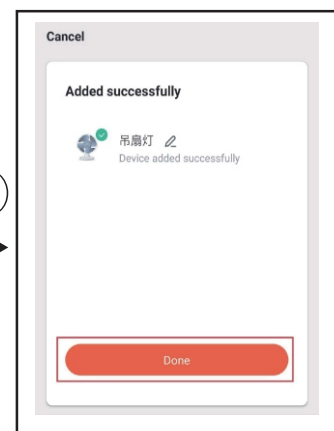 Cancel
Added successfully
吊扇灯
Device added successfully
Done